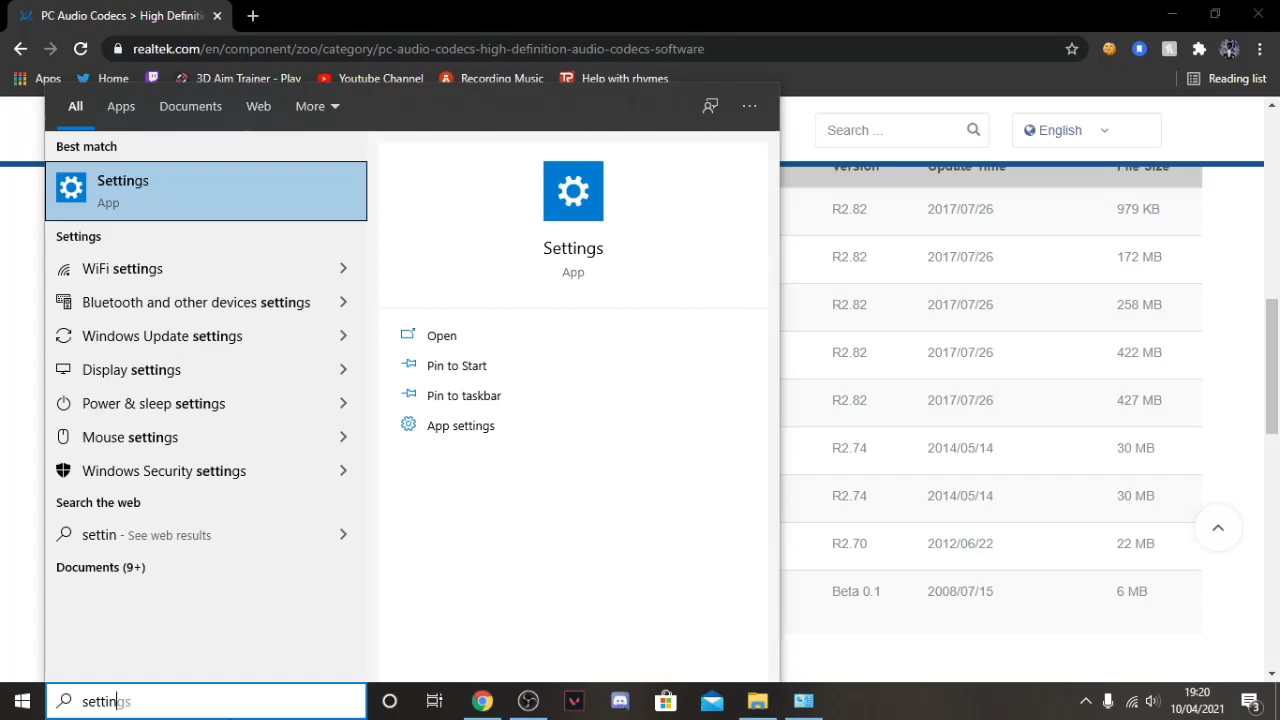 PC Audio Codecs > High Definiti
realtek.com/en/component/zoo/category/pc-audio-codecs-high-definition-audio-codecs-software
Apps Home 3D Aim Trainer - Play Youtube Channel Recording Music Help with rhymes Reading list
All Apps Documents Web More
Search ... English
Best match
Settings
App
Settings
WiFi settings
Bluetooth and other devices settings
Windows Update settings
Display settings
Power & sleep settings
Mouse settings
Windows Security settings
Search the web
settin - See web results
Documents (9+)
Settings
App
Open
Pin to Start
Pin to taskbar
App settings
Version Update Time File Size
R2.82 2017/07/26 979 KB
R2.82 2017/07/26 172 MB
R2.82 2017/07/26 258 MB
R2.82 2017/07/26 422 MB
R2.82 2017/07/26 427 MB
R2.74 2014/05/14 30 MB
R2.74 2014/05/14 30 MB
R2.70 2012/06/22 22 MB
Beta 0.1 2008/07/15 6 MB
settings
19:20
10/04/2021
3